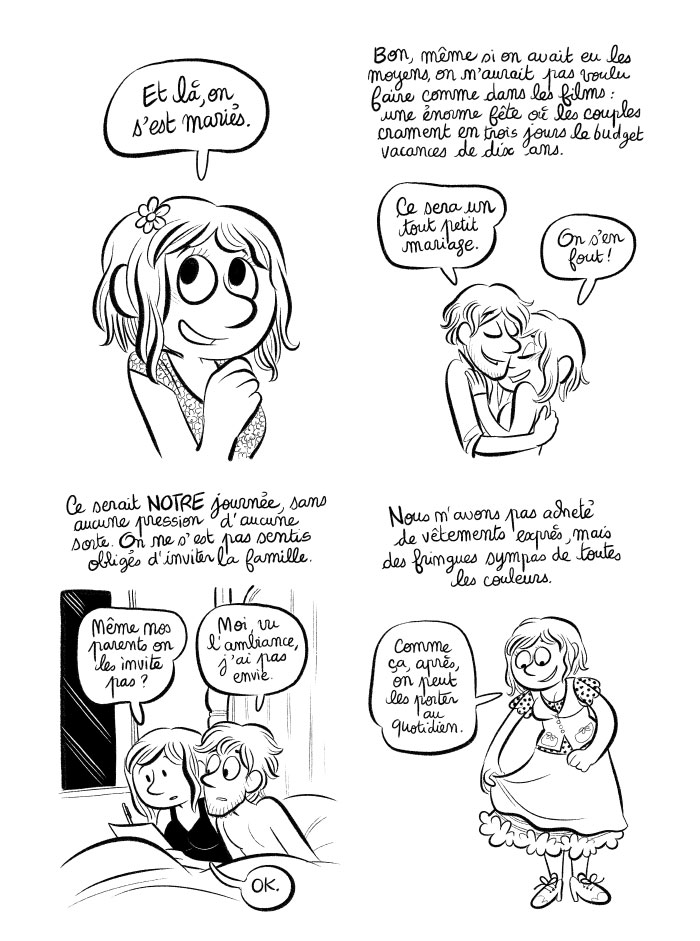 Et là, on
s'est mariés.
Bon, même si on avait eu les
moyens, on n'aurait pas voulu
faire comme dans les films :
une énorme fête où les couples
crament en trois jours le budget
vacances de dix ans.
Ce sera un
tout petit
mariage.
On s'en
fout !
Ce serait NOTRE journée, sans
aucune pression d'aucune
sorte. On ne s'est pas sentis
obligés d'inviter la famille.
Même nos
parents on
les invite
pas ?
Moi, vu
l'ambiance,
j'ai pas
envie.
OK.
Nous n'avons pas acheté
de vêtements exprès, mais
des fringues sympas de toutes
les couleurs.
Comme
ça, après,
on peut
les porter
au
quotidien.